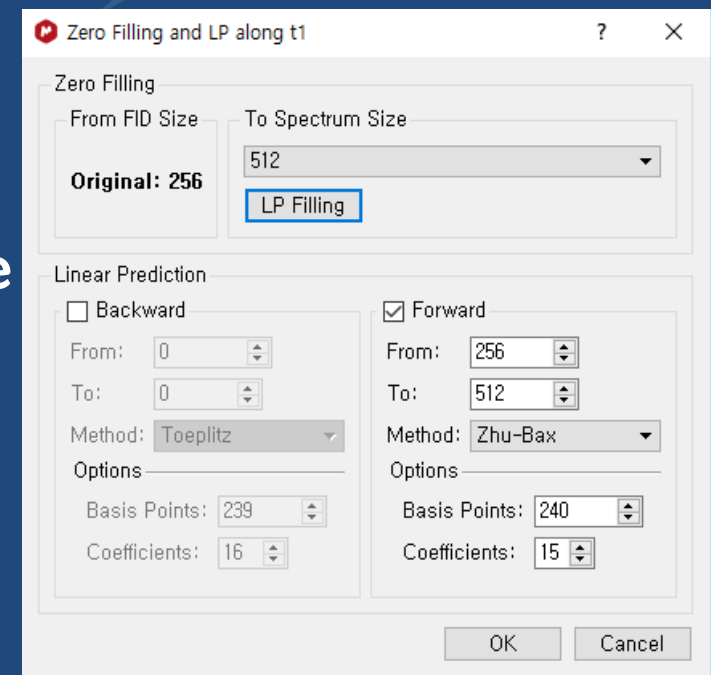 Zero Filling and LP along t1 ? ×
Zero Filling
From FID Size
Original: 256
To Spectrum Size
512
LP Filling
e
Linear Prediction
Backward
From: 0
To: 0
Method: Toeplitz
Options
Basis Points: 239
Coefficients: 16
Forward
From: 256
To: 512
Method: Zhu-Bax
Options
Basis Points: 240
Coefficients: 15
OK Cancel